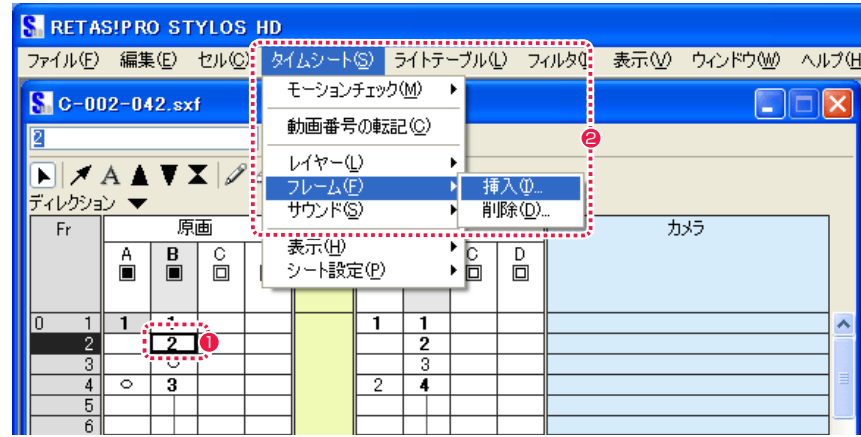 RETAS!PRO STYLOS HD
ファイル(F) 編集(E) セル(C) タイムシート(S) ライトテーブル(L) フィルタ(I) 表示(V) ウィンドウ(W) ヘルプ(H
C-002-042.sxf
モーションチェック(M)
2
動画番号の転記(C)
2
レイヤー(L)
A
フレーム(F)
挿入(I)...
ディレクション
サウンド(S)
削除(D)...
Fr 原画 カメラ
表示(H)
A B C C D
シート設定(P)
0 1 1 1 1 1
2 2 1 2
3 3
4 3 2 4
5
6